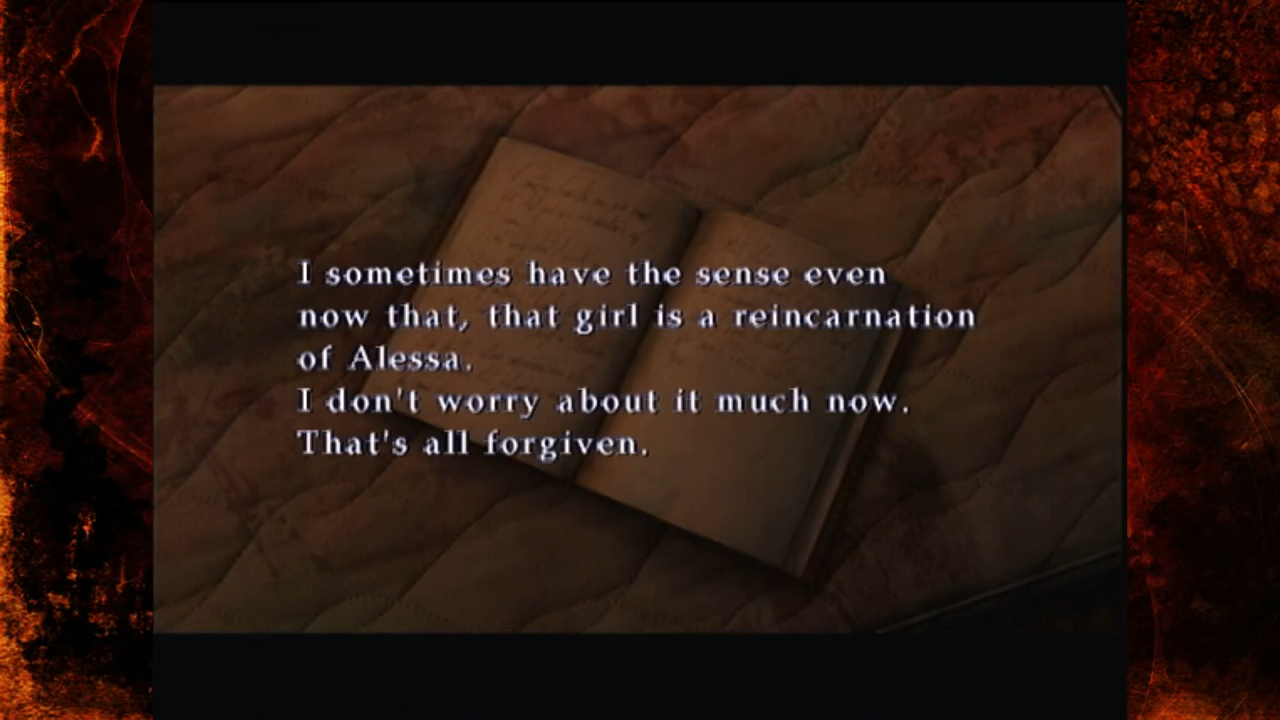 I sometimes have the sense even
now that, that girl is a reincarnation
of Alessa.
I don't worry about it much now.
That's all forgiven.